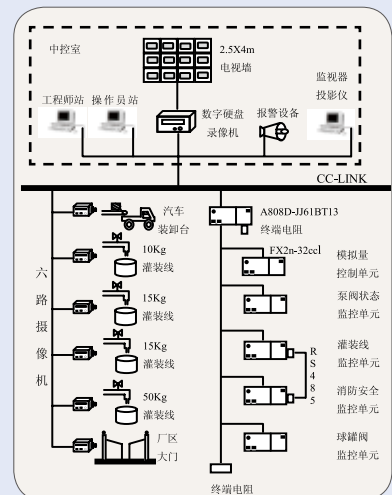 中控室
2.5X4m
电视墙
工程师站
操作员站
数字硬盘
录像机
报警设备
监视器
投影仪
CC-LINK
六路摄像机
汽车
装卸台
10Kg
灌装线
15Kg
灌装线
15Kg
灌装线
50Kg
灌装线
厂区
大门
A808D-JJ61BT13
终端电阻
FX2n-32ccl
模拟量
控制单元
泵阀状态
监控单元
灌装线
监控单元
RS485
消防安全
监控单元
球罐阀
监控单元
终端电阻